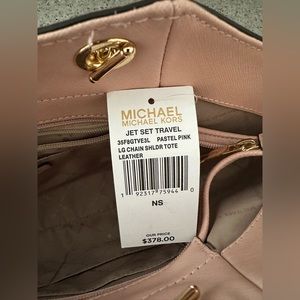 MICHAEL
MICHAEL KORS
JET SET TRAVEL
35F8GTVE3L PASTEL PINK
LG CHAIN SHLDR TOTE
LEATHER
1 92317 75944 0
NS
OUR PRICE
$378.00